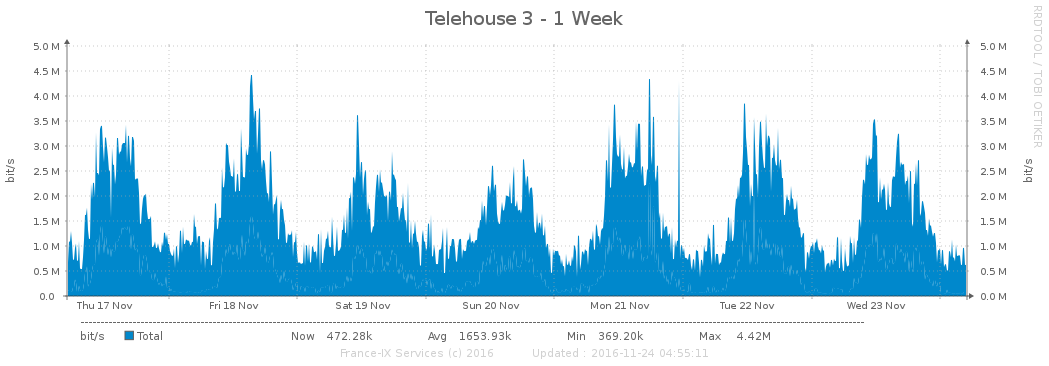 Telehouse 3 - 1 Week
RRDTOOL / TOBI OETIKER
5.0 M 5.0 M
4.5 M 4.5 M
4.0 M 4.0 M
3.5 M 3.5 M
3.0 M 3.0 M
2.5 M 2.5 M
2.0 M 2.0 M
1.5 M 1.5 M
1.0 M 1.0 M
0.5 M 0.5 M
0.0 0.0 M
bit/s bit/s
Thu 17 Nov Fri 18 Nov Sat 19 Nov Sun 20 Nov Mon 21 Nov Tue 22 Nov Wed 23 Nov
bit/s Total Now 472.28k Avg 1653.93k Min 369.20k Max 4.42M
France-IX Services (c) 2016 Updated : 2016-11-24 04:55:11